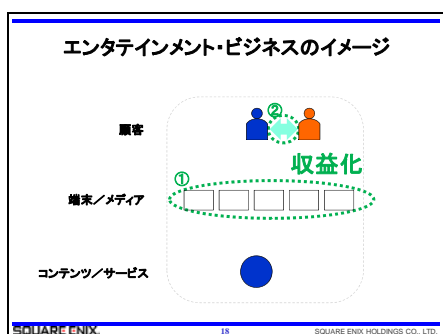 エンタテインメント・ビジネスのイメージ
②
顧客
収益化
①
端末／メディア
コンテンツ／サービス
SQUARE ENIX.
18
SQUARE ENIX HOLDINGS CO., LTD.